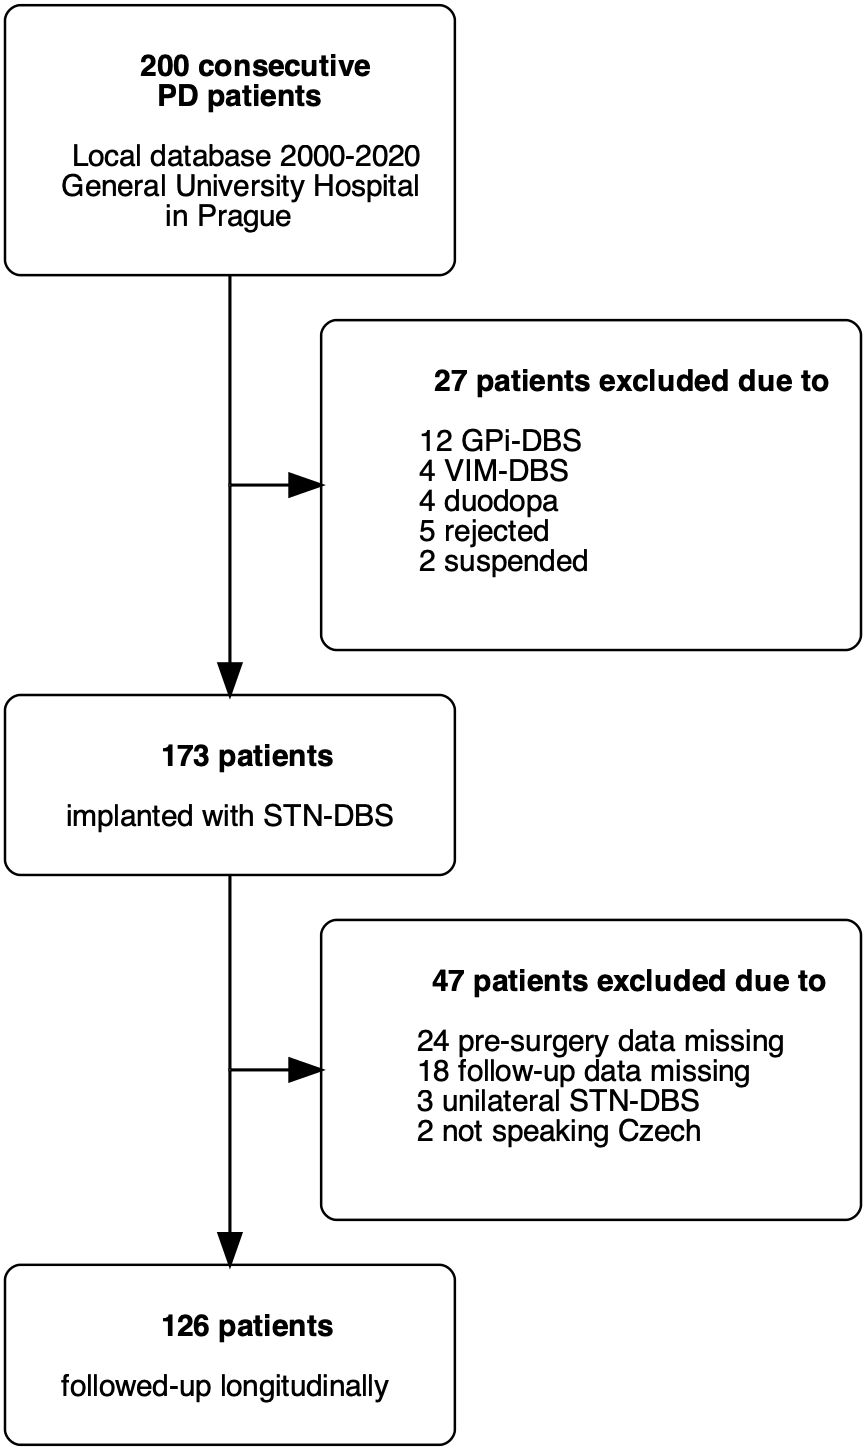 200 consecutive
PD patients
Local database 2000-2020
General University Hospital
in Prague
27 patients excluded due to
12 GPi-DBS
4 VIM-DBS
4 duodopa
5 rejected
2 suspended
173 patients
implanted with STN-DBS
47 patients excluded due to
24 pre-surgery data missing
18 follow-up data missing
3 unilateral STN-DBS
2 not speaking Czech
126 patients
followed-up longitudinally